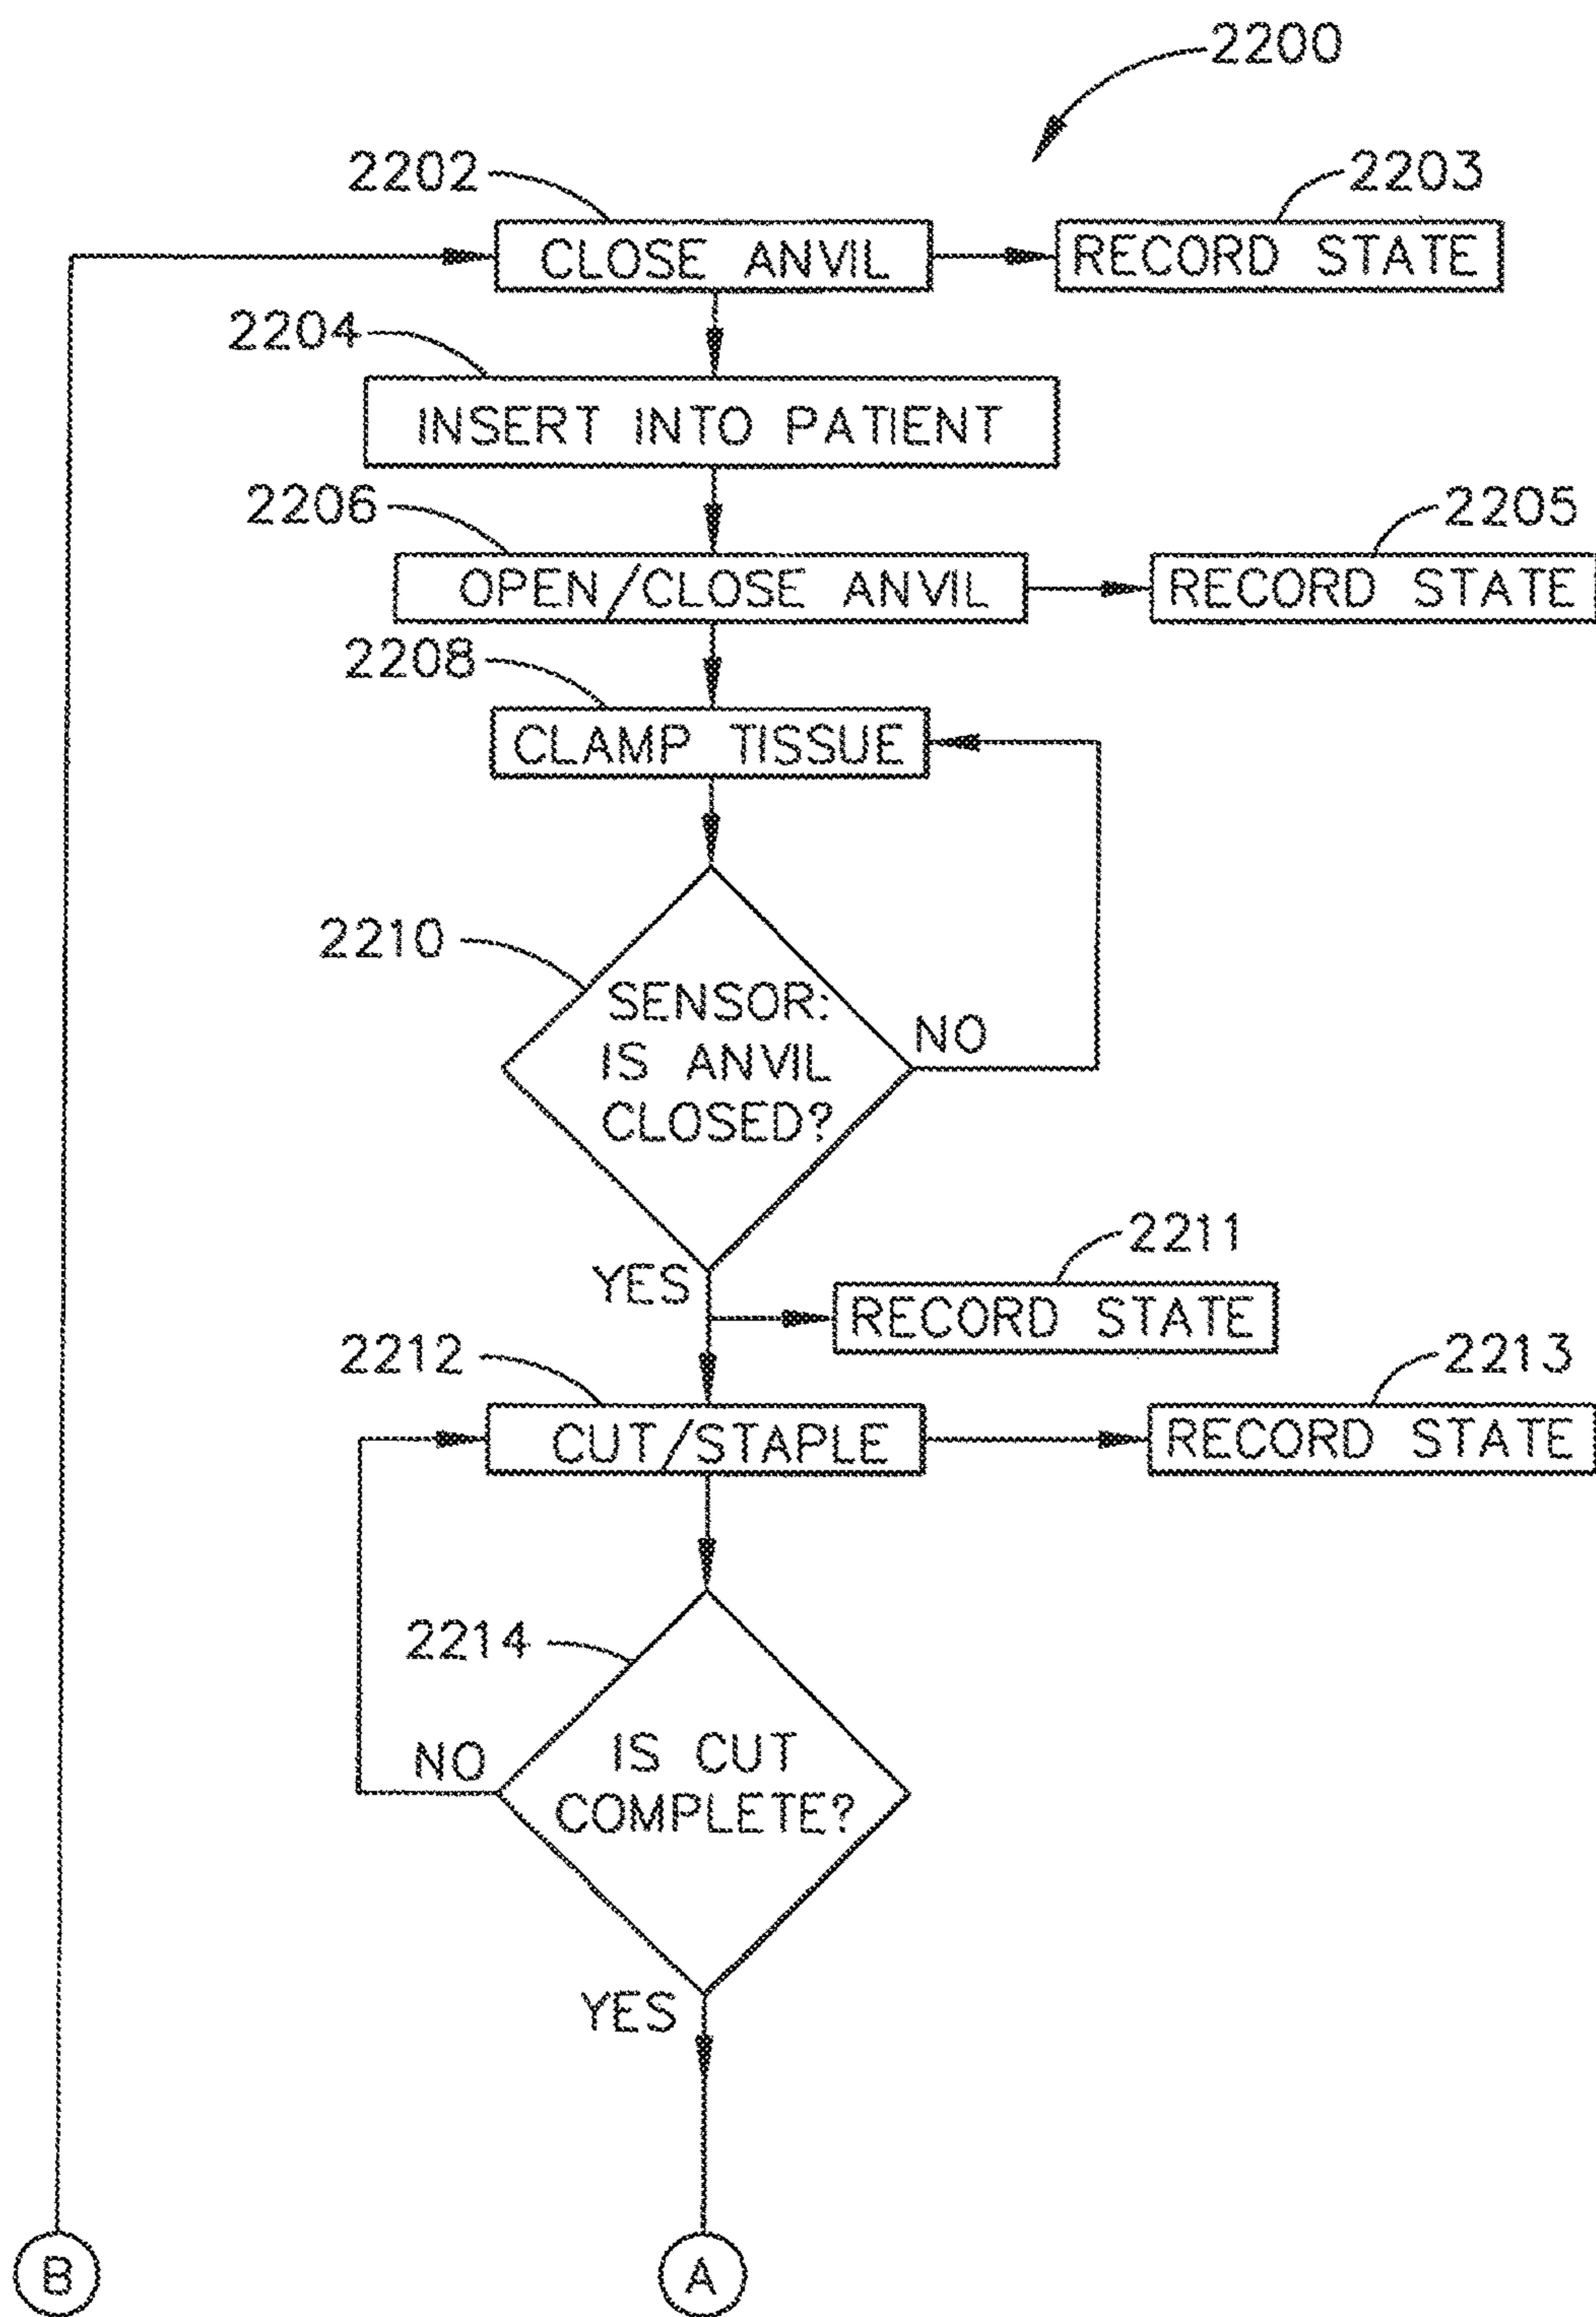 2200
2202
2203
CLOSE ANVIL
RECORD STATE
2204
INSERT INTO PATIENT
2206
2205
OPEN/CLOSE ANVIL
RECORD STATE
2208
CLAMP TISSUE
2210
SENSOR:
IS ANVIL
CLOSED?
NO
YES
2211
RECORD STATE
2212
2213
CUT/STAPLE
RECORD STATE
2214
NO
IS CUT
COMPLETE?
YES
B
A